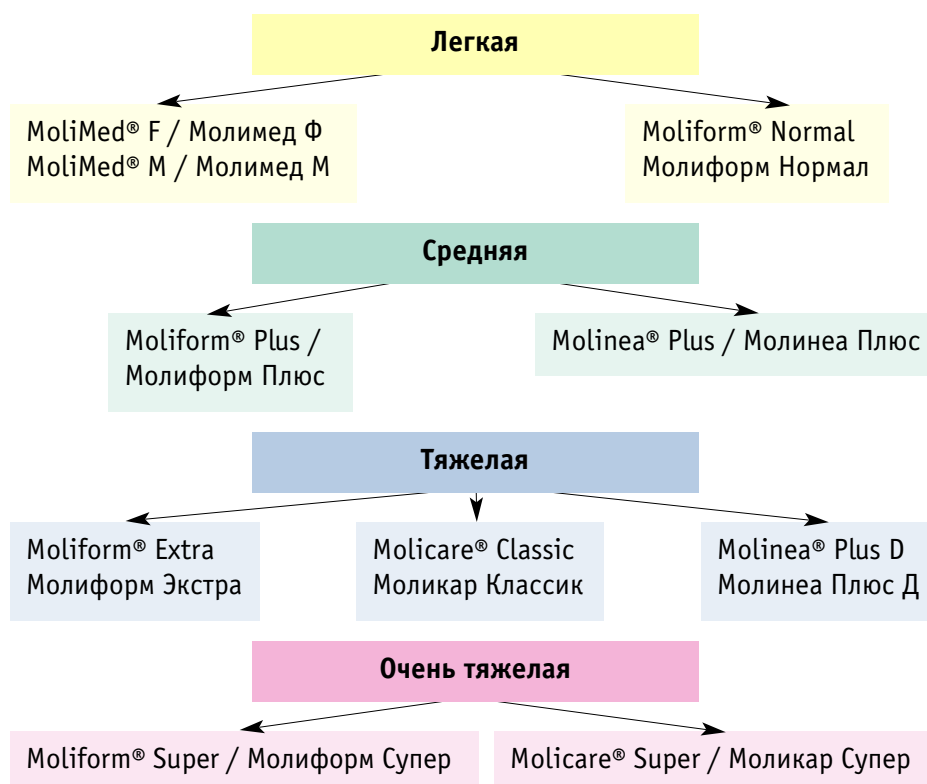 Легкая
MoliMed® F / Молимед Ф
MoliMed® M / Молимед М
Moliform® Normal
Молиформ Нормал
Средняя
Moliform® Plus /
Молиформ Плюс
Molinea® Plus / Молинеа Плюс
Тяжелая
Moliform® Extra
Молиформ Экстра
Molicare® Classic
Моликар Классик
Molinea® Plus D
Молинеа Плюс Д
Очень тяжелая
Moliform® Super / Молиформ Супер
Molicare® Super / Моликар Супер